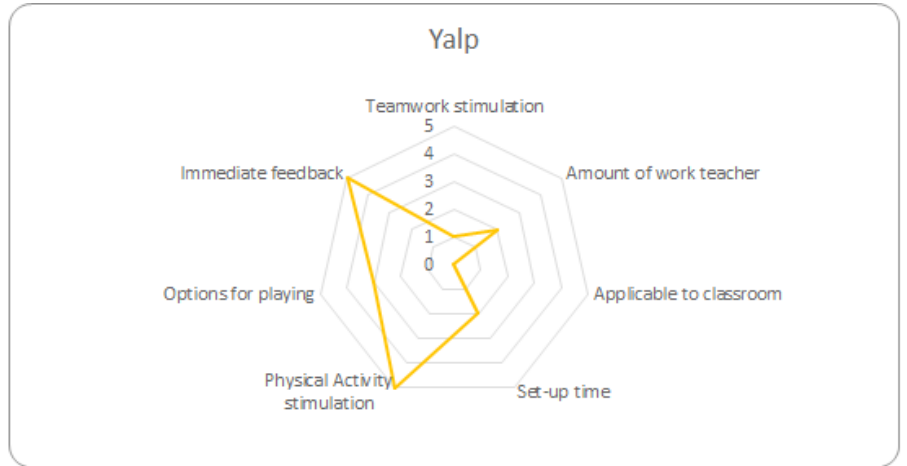 Yalp
Teamwork stimulation
5
4
3
2
1
0
Immediate feedback
Amount of work teacher
Options for playing
Applicable to classroom
Physical Activity
stimulation
Set-up time